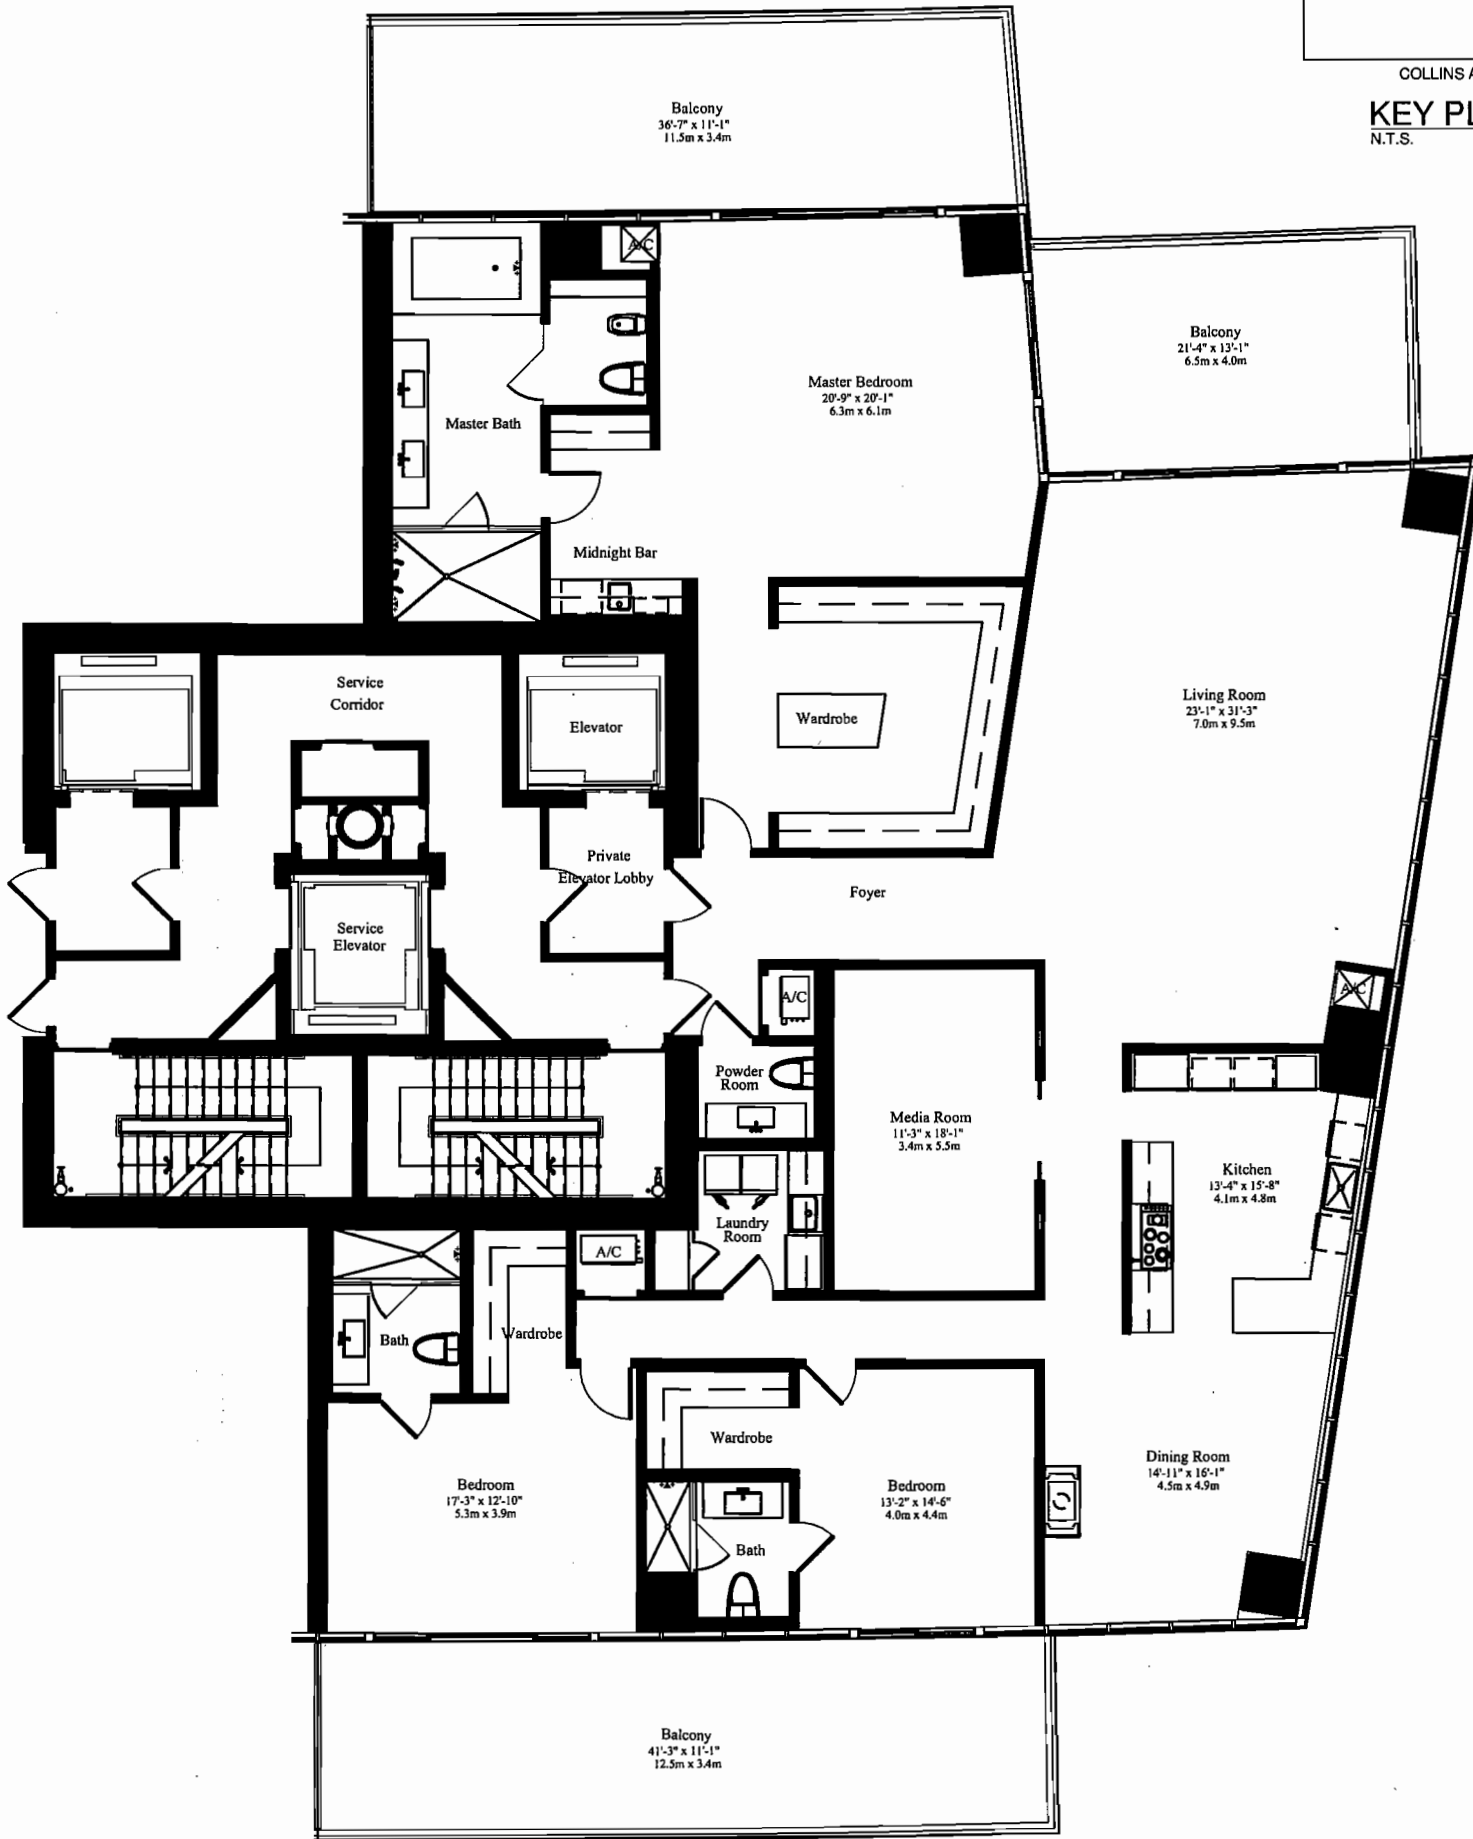 COLLINS A
KEY PL
N.T.S.
Balcony
36'-7" x 11'-1"
11.5m x 3.4m
A/C
Balcony
21'-4" x 13'-1"
6.5m x 4.0m
Master Bedroom
20'-9" x 20'-1"
6.3m x 6.1m
Master Bath
Midnight Bar
Service
Corridor
Elevator
Wardrobe
Living Room
23'-1" x 31'-3"
7.0m x 9.5m
Private
Elevator Lobby
Foyer
Service
Elevator
A/C
A/C
Powder
Room
Media Room
11'-3" x 18'-1"
3.4m x 5.5m
Kitchen
13'-4" x 15'-8"
4.1m x 4.8m
Laundry
Room
A/C
Bath
Wardrobe
Wardrobe
Dining Room
14'-11" x 16'-1"
4.5m x 4.9m
Bedroom
17'-3" x 12'-10"
5.3m x 3.9m
Bedroom
13'-2" x 14'-6"
4.0m x 4.4m
Bath
Balcony
41'-3" x 11'-1"
12.5m x 3.4m